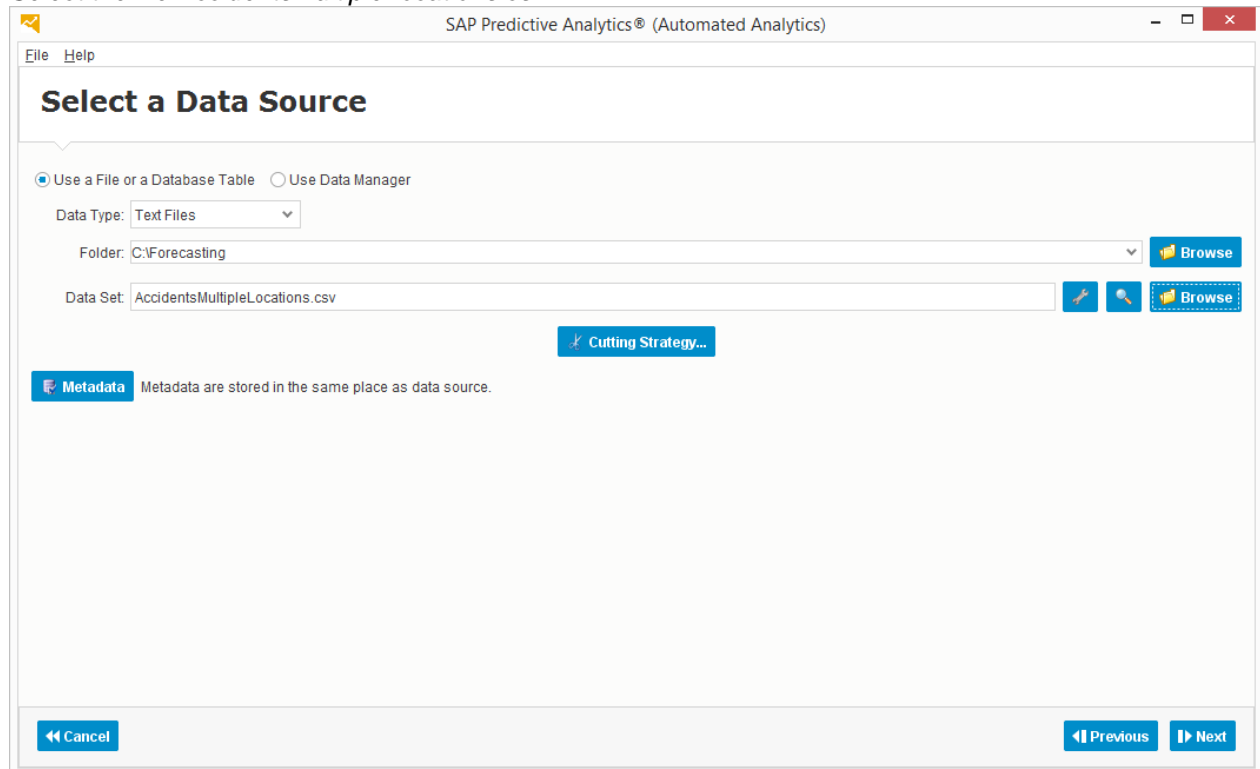 SAP Predictive Analytics® (Automated Analytics)
File Help
Select a Data Source
Use a File or a Database Table Use Data Manager
Data Type: Text Files
Folder: C:\Forecasting Browse
Data Set: AccidentsMultipleLocations.csv Browse
Cutting Strategy...
Metadata Metadata are stored in the same place as data source.
Cancel Previous Next